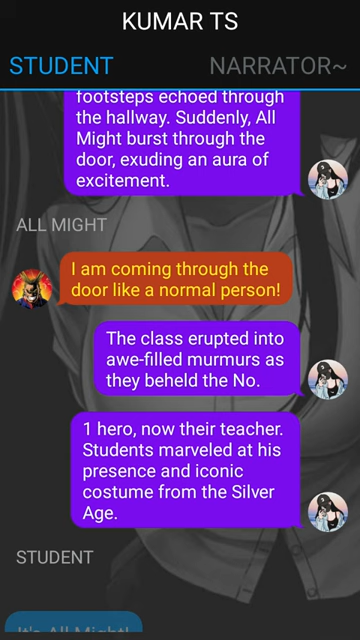 KUMAR TS
STUDENT
NARRATOR~
footsteps echoed through
the hallway. Suddenly, All
Might burst through the
door, exuding an aura of
excitement.
ALL MIGHT
I am coming through the
door like a normal person!
The class erupted into
awe-filled murmurs as
they beheld the No.
1 hero, now their teacher.
Students marveled at his
presence and iconic
costume from the Silver
Age.
STUDENT
It's All Might!